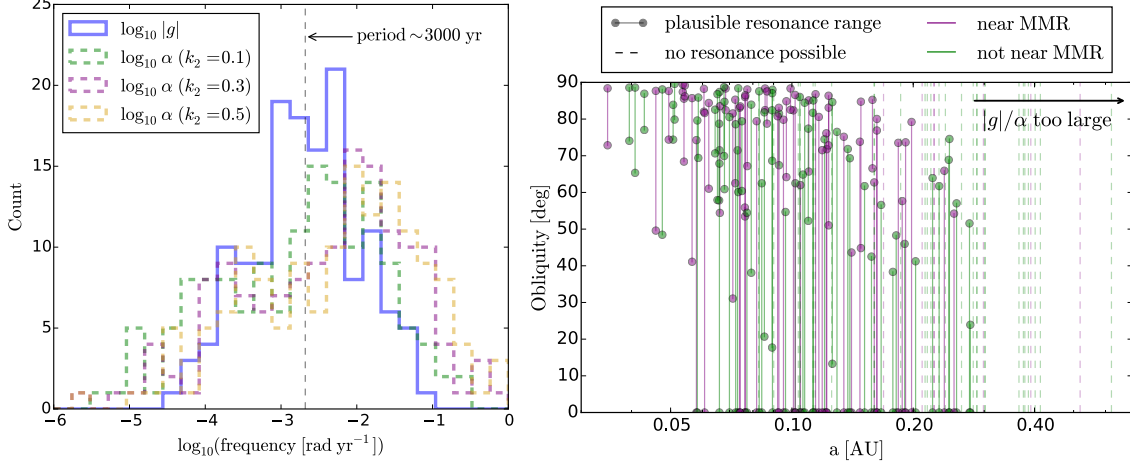 log₁₀ |g|
log₁₀ α (k₂ =0.1)
log₁₀ α (k₂ =0.3)
log₁₀ α (k₂ =0.5)
period ∼3000 yr
Count
25
20
15
10
5
0
−6 −5 −4 −3 −2 −1 0
log₁₀(frequency [rad yr⁻¹])
plausible resonance range
no resonance possible
near MMR
not near MMR
|g|/α too large
Obliquity [deg]
90
80
70
60
50
40
30
20
10
0
0.05 0.10 0.20 0.40
a [AU]